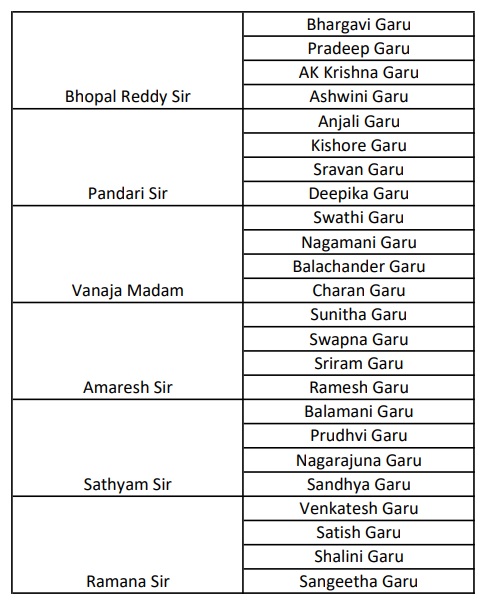 Bhargavi Garu
Pradeep Garu
AK Krishna Garu
Bhopal Reddy Sir Ashwini Garu
Anjali Garu
Kishore Garu
Sravan Garu
Pandari Sir Deepika Garu
Swathi Garu
Nagamani Garu
Balachander Garu
Vanaja Madam Charan Garu
Sunitha Garu
Swapna Garu
Sriram Garu
Amaresh Sir Ramesh Garu
Balamani Garu
Prudhvi Garu
Nagarajuna Garu
Sathyam Sir Sandhya Garu
Venkatesh Garu
Satish Garu
Shalini Garu
Ramana Sir Sangeetha Garu